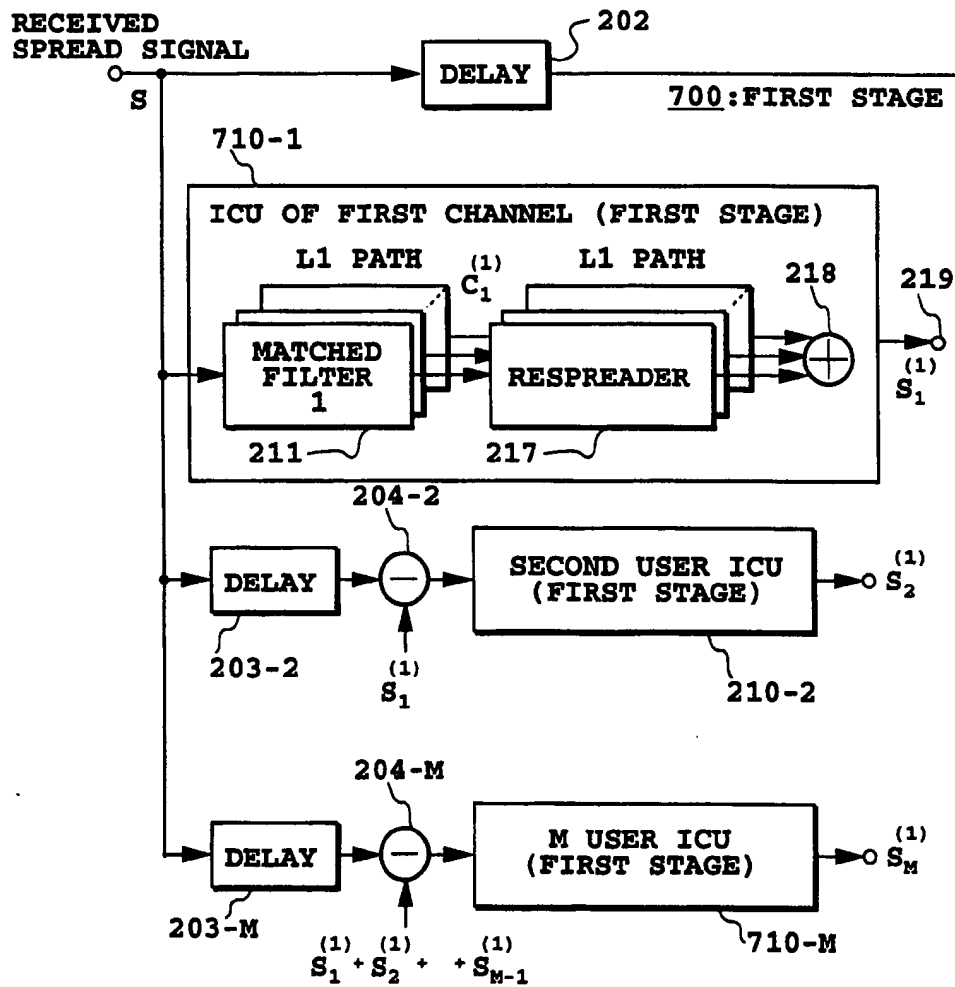 RECEIVED
SPREAD SIGNAL
202
DELAY
S
700:FIRST STAGE
710-1
ICU OF FIRST CHANNEL (FIRST STAGE)
L1 PATH
C₁⁽¹⁾
L1 PATH
218
219
MATCHED
FILTER
1
RESPREADER
+
S₁⁽¹⁾
211
217
204-2
DELAY
−
SECOND USER ICU
(FIRST STAGE)
S₂⁽¹⁾
203-2
S₁⁽¹⁾
210-2
204-M
DELAY
−
M USER ICU
(FIRST STAGE)
S_M⁽¹⁾
203-M
710-M
S₁⁽¹⁾+S₂⁽¹⁾+ +S_{M-1}⁽¹⁾